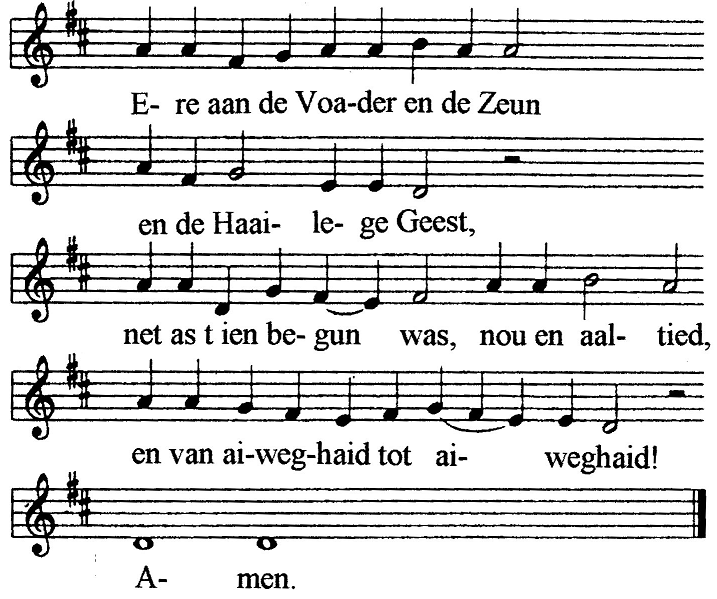 E- re aan de Voa-der en de Zeun
en de Haai- le- ge Geest,
net as t ien be- gun was, nou en aal- tied,
en van ai-weg-haid tot ai- weghaid!
A- men.